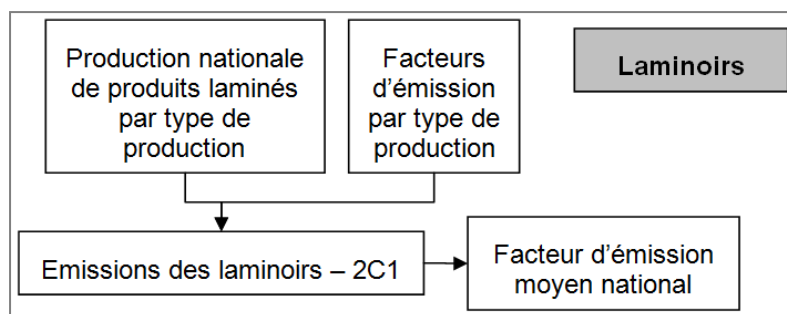 Production nationale
de produits laminés
par type de
production
Facteurs
d'émission
par type de
production
Laminoirs
Emissions des laminoirs – 2C1
Facteur d'émission
moyen national